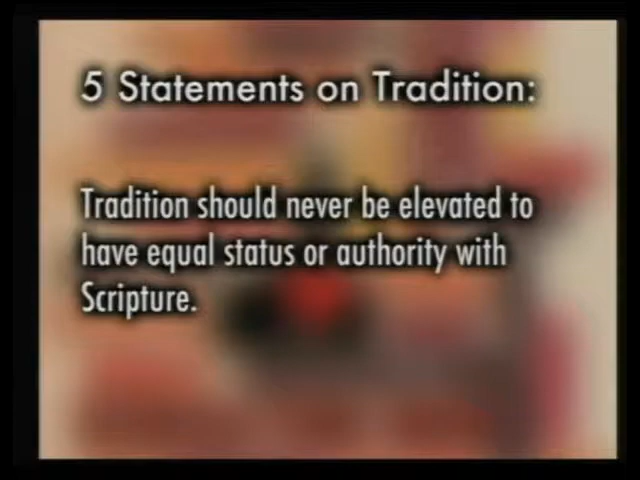 5 Statements on Tradition:
Tradition should never be elevated to
have equal status or authority with
Scripture.